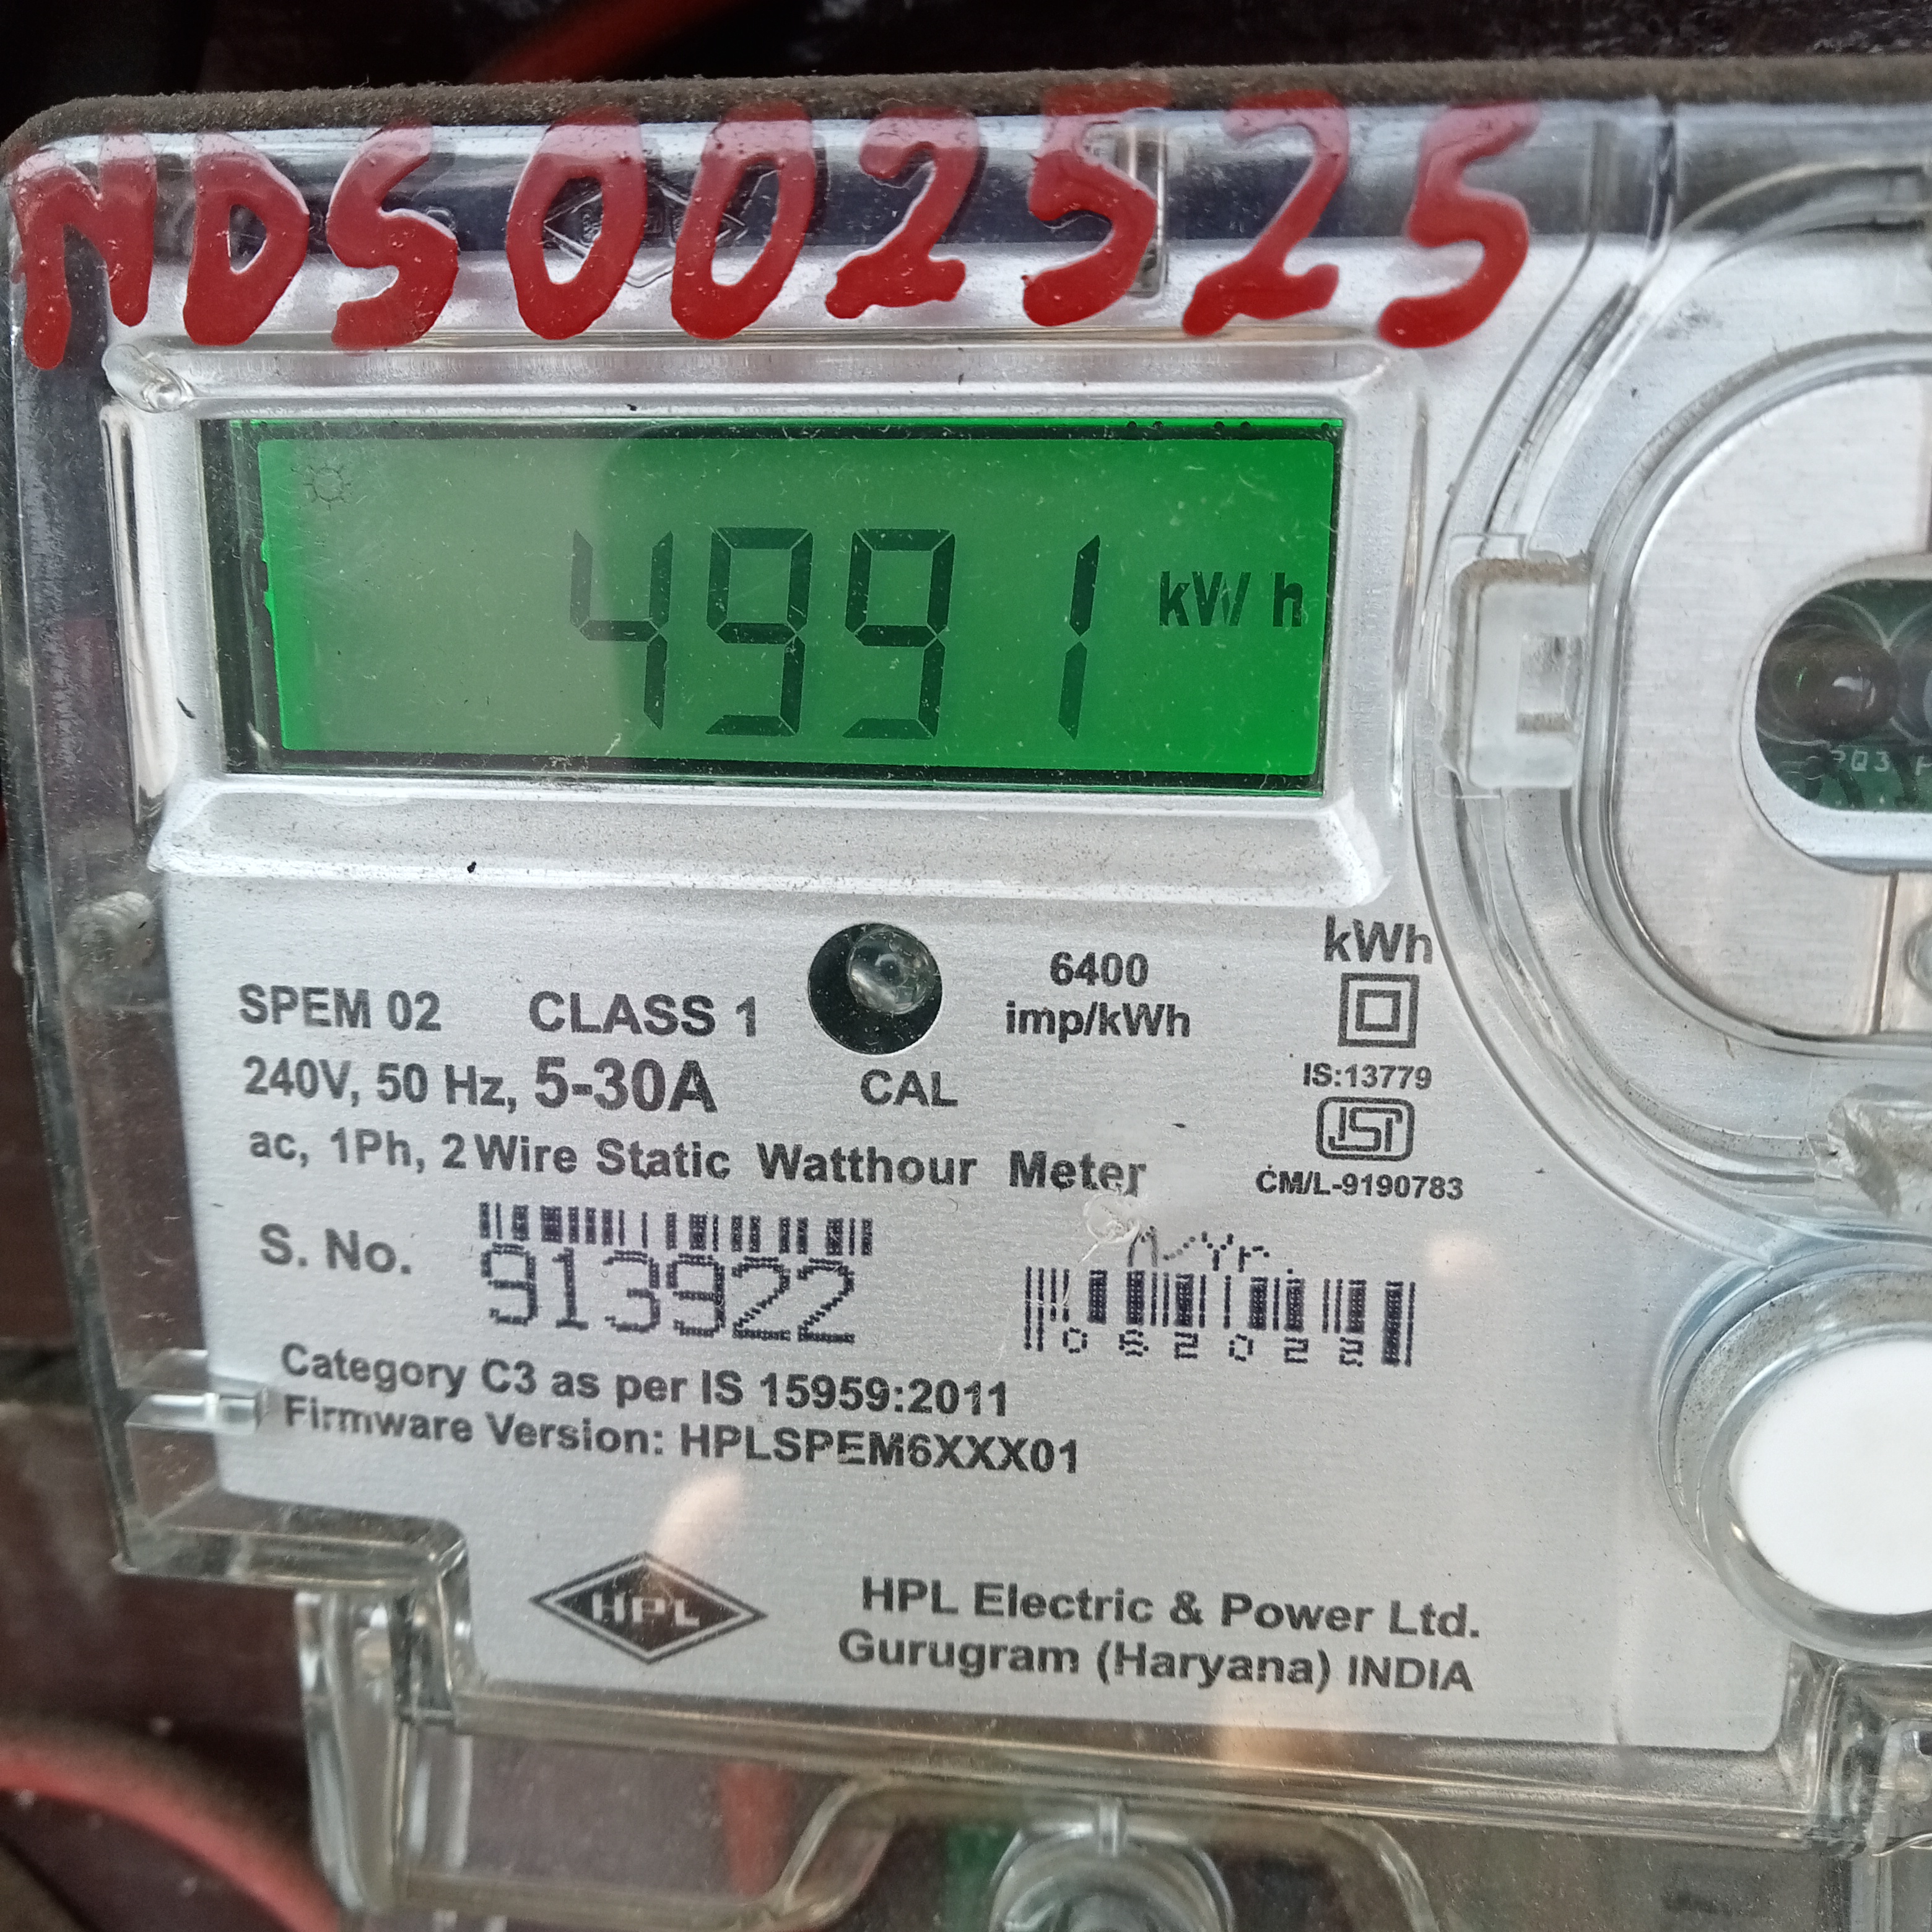 NDS002525
4991 kWh
kWh
SPEM 02 CLASS 1 6400
imp/kWh
240V, 50 Hz, 5-30A CAL
IS:13779
ISI
ac, 1Ph, 2 Wire Static Watthour Meter
CM/L-9190783
S. No. 913922
062022
Category C3 as per IS 15959:2011
Firmware Version: HPLSPEM6XXX01
HPL
HPL Electric & Power Ltd.
Gurugram (Haryana) INDIA